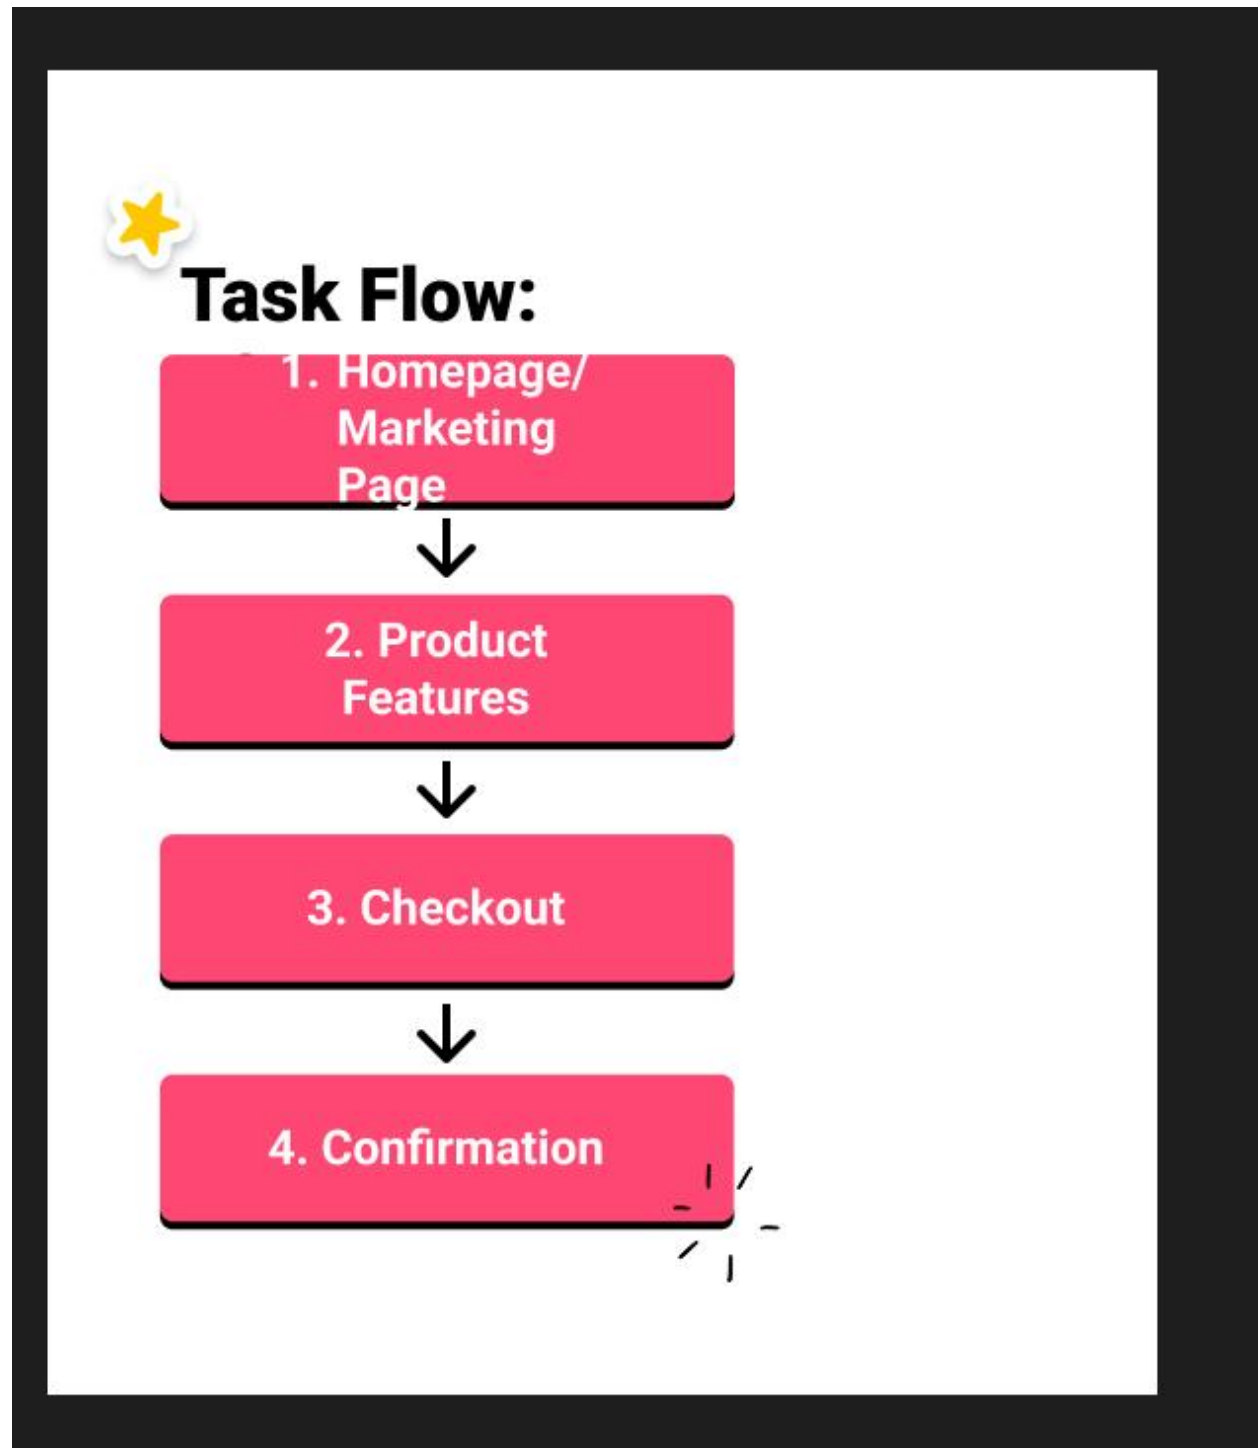 Task Flow:
1. Homepage/
Marketing
Page
2. Product
Features
3. Checkout
4. Confirmation